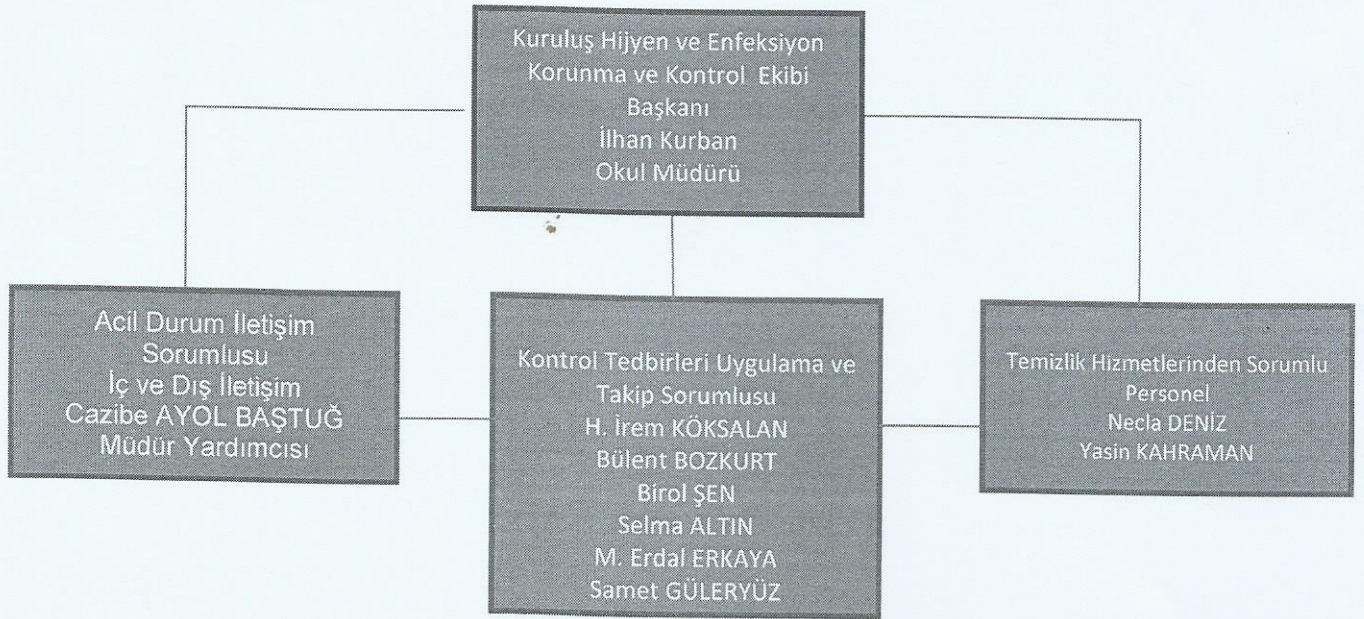 Kuruluş Hijyen ve Enfeksiyon
Korunma ve Kontrol Ekibi
Başkanı
İlhan Kurban
Okul Müdürü
Acil Durum İletişim
Sorumlusu
İç ve Dış İletişim
Cazibe AYOL BAŞTUĞ
Müdür Yardımcısı
Kontrol Tedbirleri Uygulama ve
Takip Sorumlusu
H. İrem KÖKSALAN
Bülent BOZKURT
Birol ŞEN
Selma ALTIN
M. Erdal ERKAYA
Samet GÜLERYÜZ
Temizlik Hizmetlerinden Sorumlu
Personel
Necla DENİZ
Yasin KAHRAMAN